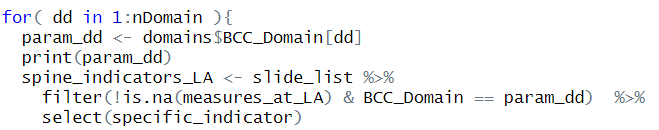 for( dd in 1:nDomain ){
  param_dd <- domains$BCC_Domain[dd]
  print(param_dd)
  spine_indicators_LA <- slide_list %>%
    filter(!is.na(measures_at_LA) & BCC_Domain == param_dd)  %>%
    select(specific_indicator)